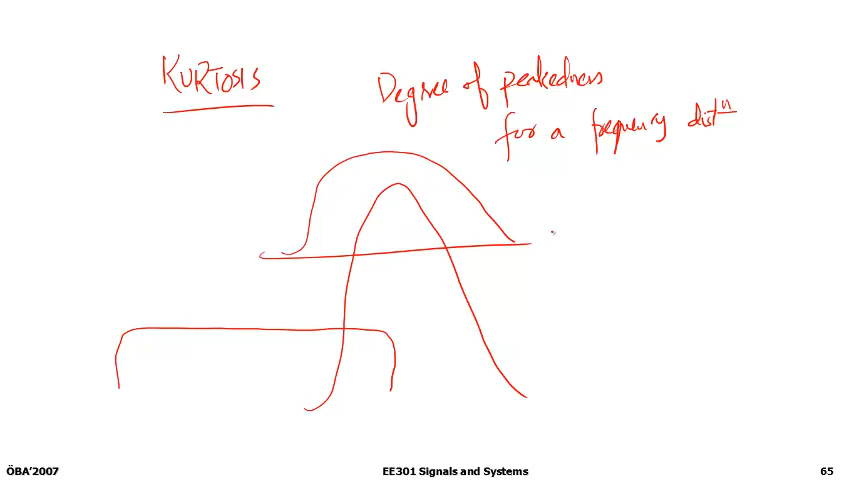 KURTOSIS
Degree of peakedness
for a frequency distn
ÖBA'2007
EE301 Signals and Systems
65